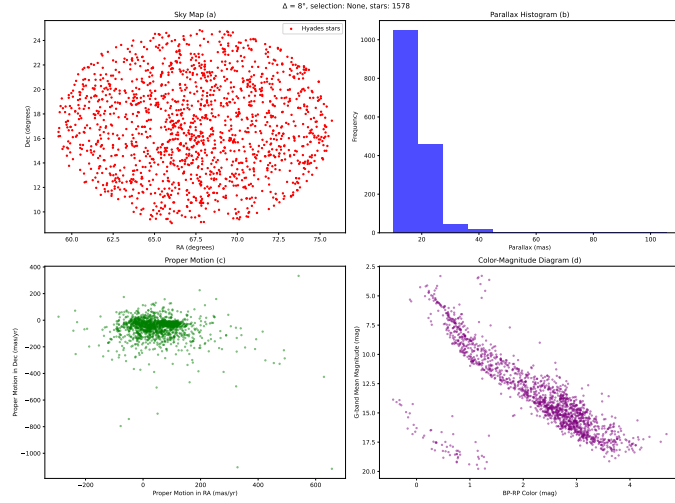 Δ = 8°, selection: None, stars: 1578
Sky Map (a)
Hyades stars
Dec (degrees)
24
22
20
18
16
14
12
10
60.0 62.5 65.0 67.5 70.0 72.5 75.0
RA (degrees)
Parallax Histogram (b)
Frequency
1000
800
600
400
200
0
20 40 60 80 100
Parallax (mas)
Proper Motion (c)
Proper Motion in Dec (mas/yr)
400
200
0
−200
−400
−600
−800
−1000
−200 0 200 400 600
Proper Motion in RA (mas/yr)
Color-Magnitude Diagram (d)
G-band Mean Magnitude (mag)
2.5
5.0
7.5
10.0
12.5
15.0
17.5
20.0
0 1 2 3 4
BP-RP Color (mag)